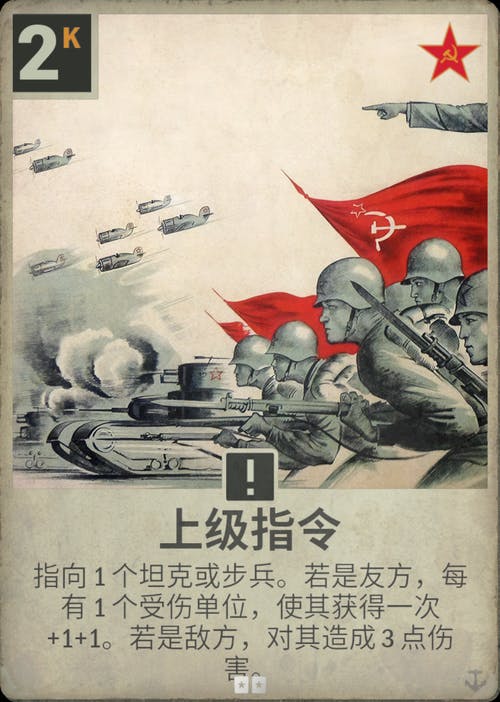 2K
!
上级指令
指向 1 个坦克或步兵。若是友方，每
有 1 个受伤单位，使其获得一次
+1+1。若是敌方，对其造成 3 点伤
害。